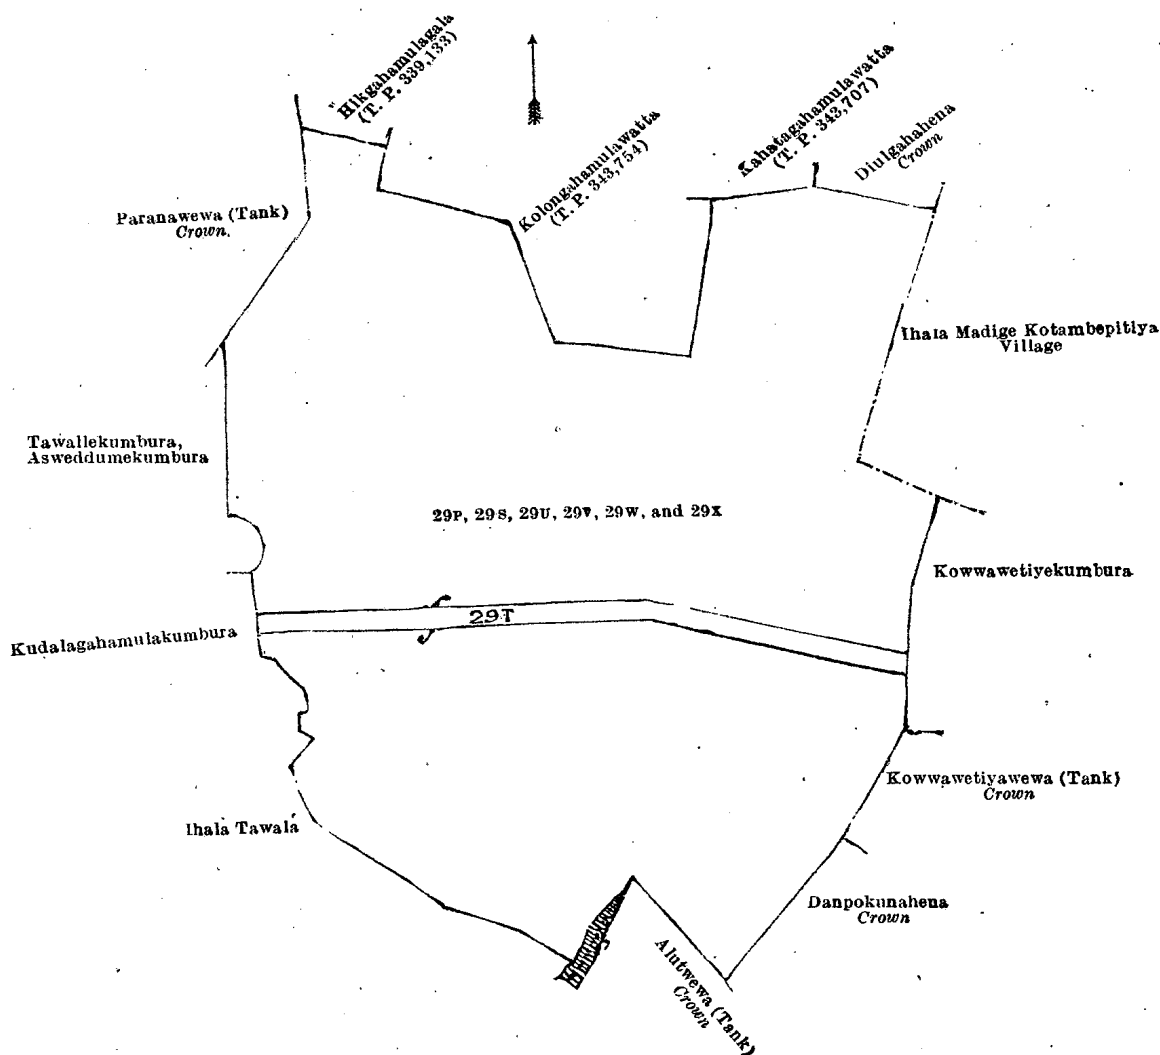 Hikgahamulagala
(T. P. 339,133)
Kolongahamulawatta
(T. P. 343,754)
Kahatagahamulawatta
(T. P. 343,707)
Diulgahahena
Crown
Paranawewa (Tank)
Crown.
Ihala Madige Kotambepitiya
Village
Tawallekumbura,
Asweddumekumbura
29P, 29S, 29U, 29V, 29W, and 29X
Kowwawetiyekumbura
29T
Kudalagahamulakumbura
Kowwawetiyawewa (Tank)
Crown
Ihala Tawala
Danpokunahena
Crown
Alutwewa (Tank)
Crown